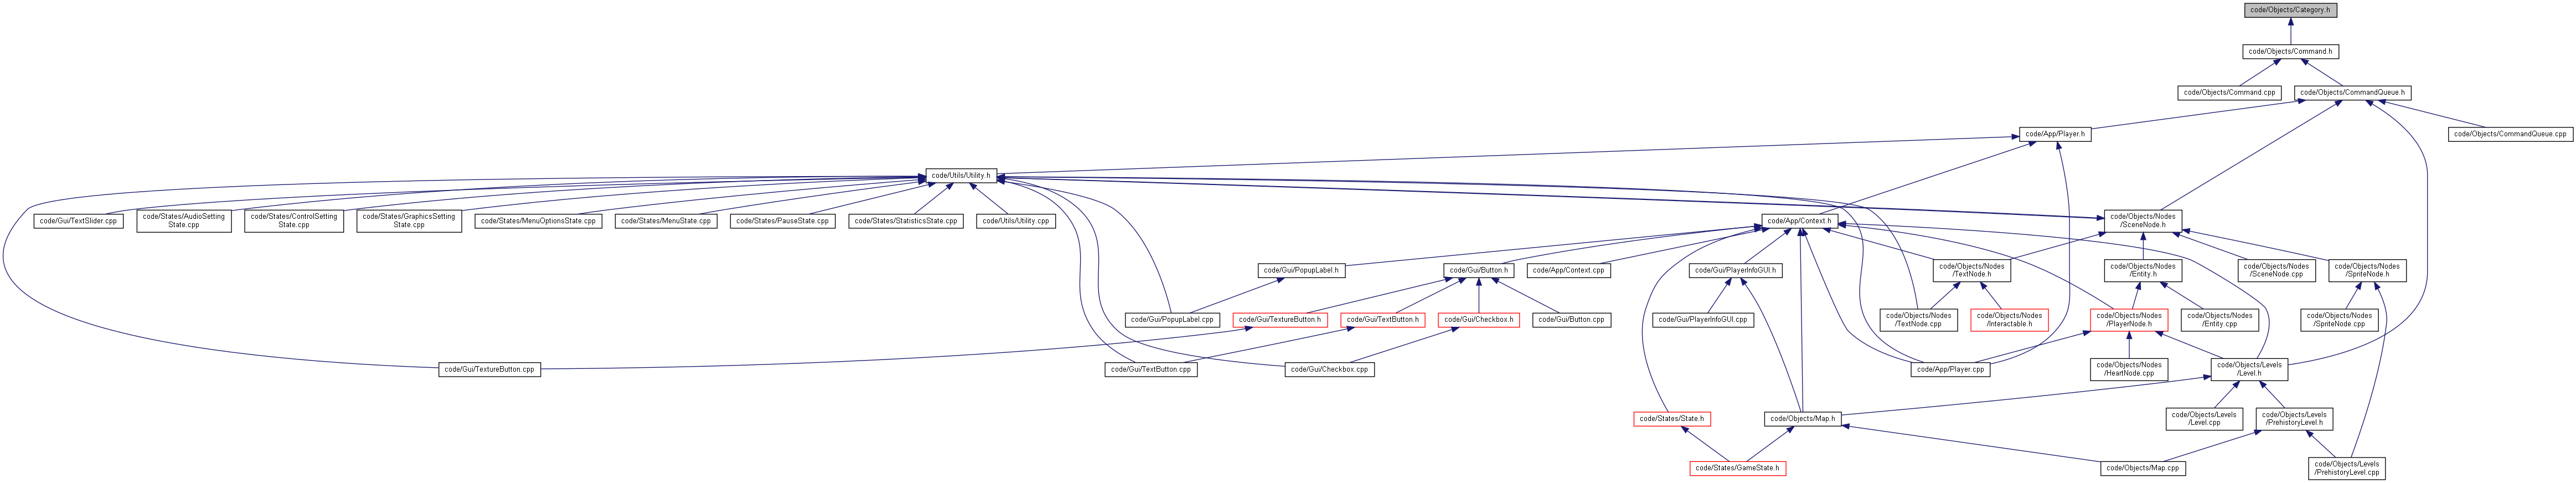 code/Objects/Category.h
code/Objects/Command.h
code/Objects/Command.cpp
code/Objects/CommandQueue.h
code/App/Player.h
code/Objects/CommandQueue.cpp
code/Utils/Utility.h
code/Gui/TextSlider.cpp
code/States/AudioSetting
State.cpp
code/States/ControlSetting
State.cpp
code/States/GraphicsSetting
State.cpp
code/States/MenuOptionsState.cpp
code/States/MenuState.cpp
code/States/PauseState.cpp
code/States/StatisticsState.cpp
code/Utils/Utility.cpp
code/App/Context.h
code/Objects/Nodes
/SceneNode.h
code/Gui/PopupLabel.h
code/Gui/Button.h
code/App/Context.cpp
code/Gui/PlayerInfoGUI.h
code/Objects/Nodes
/TextNode.h
code/Objects/Nodes
/Entity.h
code/Objects/Nodes
/SceneNode.cpp
code/Objects/Nodes
/SpriteNode.h
code/Gui/PopupLabel.cpp
code/Gui/TextureButton.h
code/Gui/TextButton.h
code/Gui/Checkbox.h
code/Gui/Button.cpp
code/Gui/PlayerInfoGUI.cpp
code/Objects/Nodes
/TextNode.cpp
code/Objects/Nodes
/Interactable.h
code/Objects/Nodes
/PlayerNode.h
code/Objects/Nodes
/Entity.cpp
code/Objects/Nodes
/SpriteNode.cpp
code/Gui/TextureButton.cpp
code/Gui/TextButton.cpp
code/Gui/Checkbox.cpp
code/App/Player.cpp
code/Objects/Nodes
/HeartNode.cpp
code/Objects/Levels
/Level.h
code/States/State.h
code/Objects/Map.h
code/Objects/Levels
/Level.cpp
code/Objects/Levels
/PrehistoryLevel.h
code/States/GameState.h
code/Objects/Map.cpp
code/Objects/Levels
/PrehistoryLevel.cpp